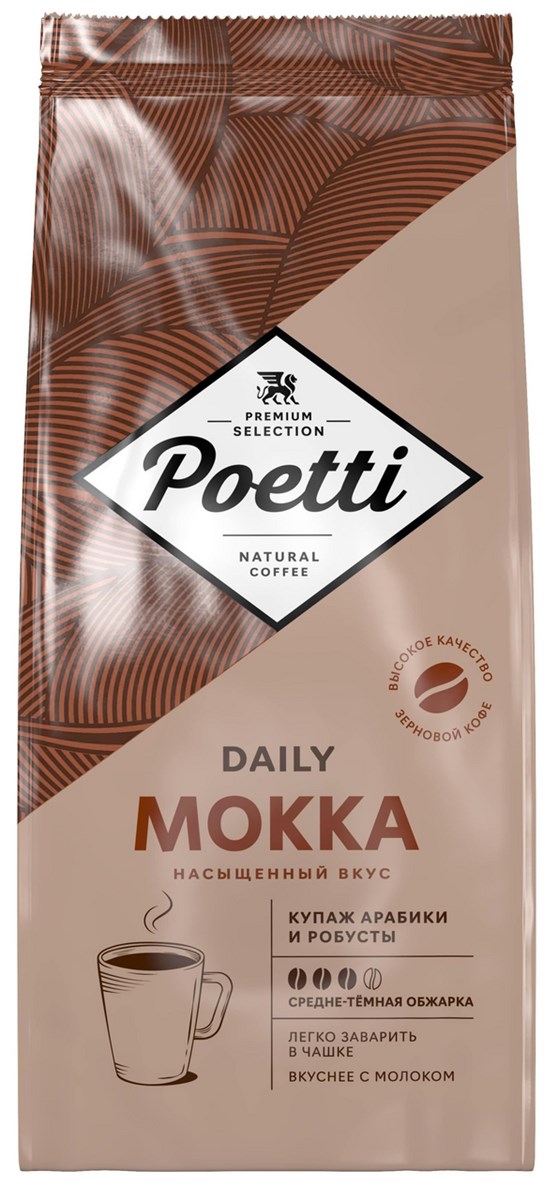 PREMIUM
SELECTION
Poetti
NATURAL
COFFEE
ВЫСОКОЕ КАЧЕСТВО
ЗЕРНОВОЙ КОФЕ
DAILY
МОККА
НАСЫЩЕННЫЙ ВКУС
КУПАЖ АРАБИКИ
И РОБУСТЫ
СРЕДНЕ-ТЁМНАЯ ОБЖАРКА
ЛЕГКО ЗАВАРИТЬ
В ЧАШКЕ
ВКУСНЕЕ С МОЛОКОМ